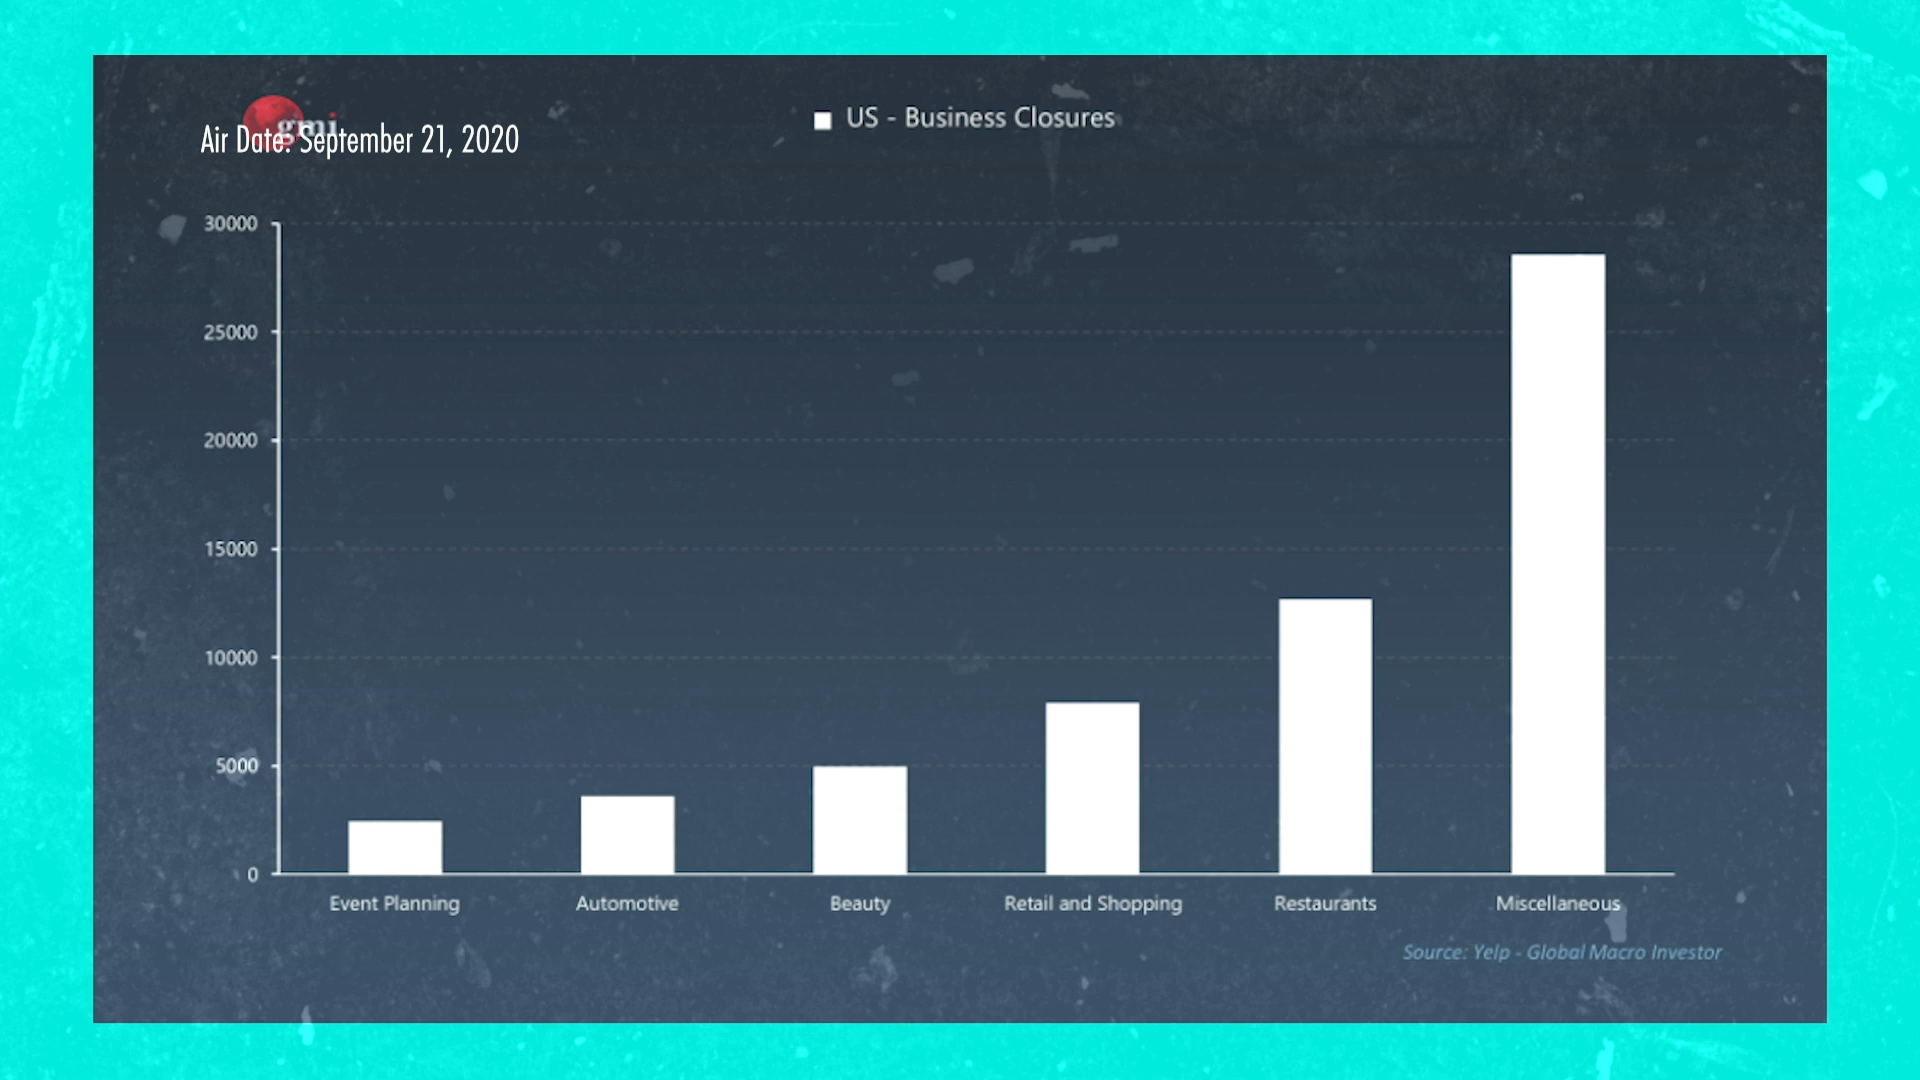 gmi
Air Date: September 21, 2020
US - Business Closures
30000
25000
20000
15000
10000
5000
0
Event Planning
Automotive
Beauty
Retail and Shopping
Restaurants
Miscellaneous
Source: Yelp - Global Macro Investor